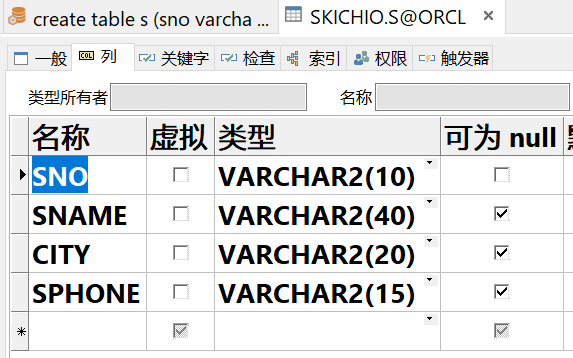 create table s (sno varcha ... SKICHIO.S@ORCL
一般 COL 列 关键字 检查 索引 权限 触发器
类型所有者 名称
名称 虚拟 类型 可为 null
SNO VARCHAR2(10)
SNAME VARCHAR2(40)
CITY VARCHAR2(20)
SPHONE VARCHAR2(15)